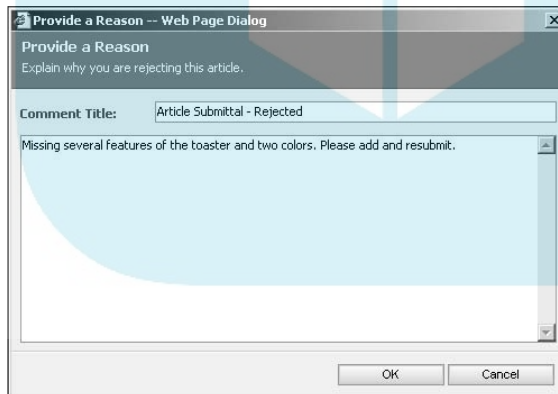 Provide a Reason -- Web Page Dialog
Provide a Reason
Explain why you are rejecting this article.
Comment Title: Article Submittal - Rejected
Missing several features of the toaster and two colors. Please add and resubmit.
OK Cancel